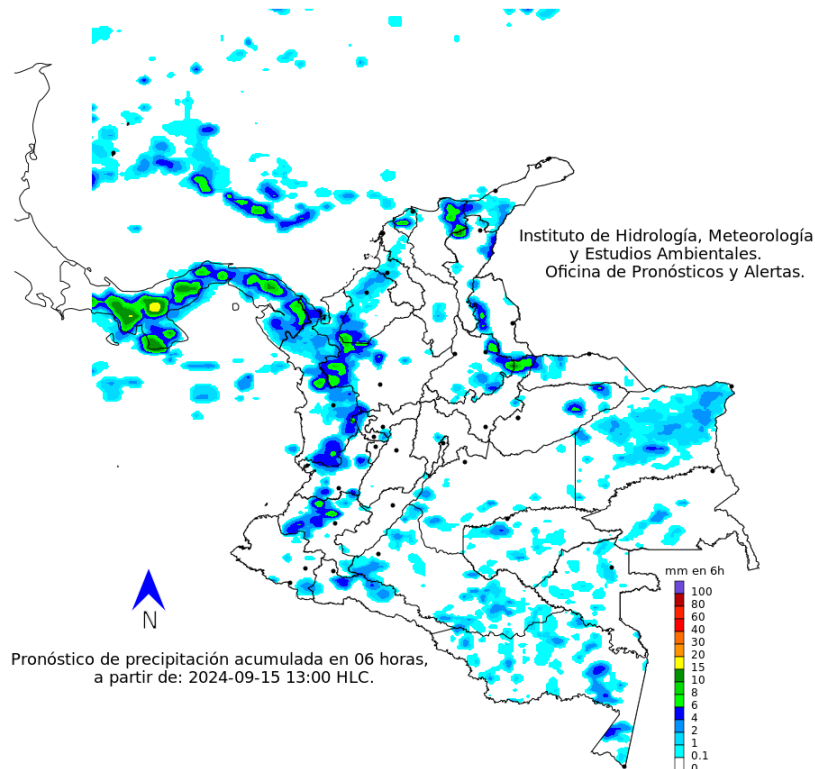 Instituto de Hidrología, Meteorología
y Estudios Ambientales.
Oficina de Pronósticos y Alertas.
N
Pronóstico de precipitación acumulada en 06 horas,
a partir de: 2024-09-15 13:00 HLC.
mm en 6h
100
80
60
40
30
20
15
10
8
6
4
2
1
0.1
0